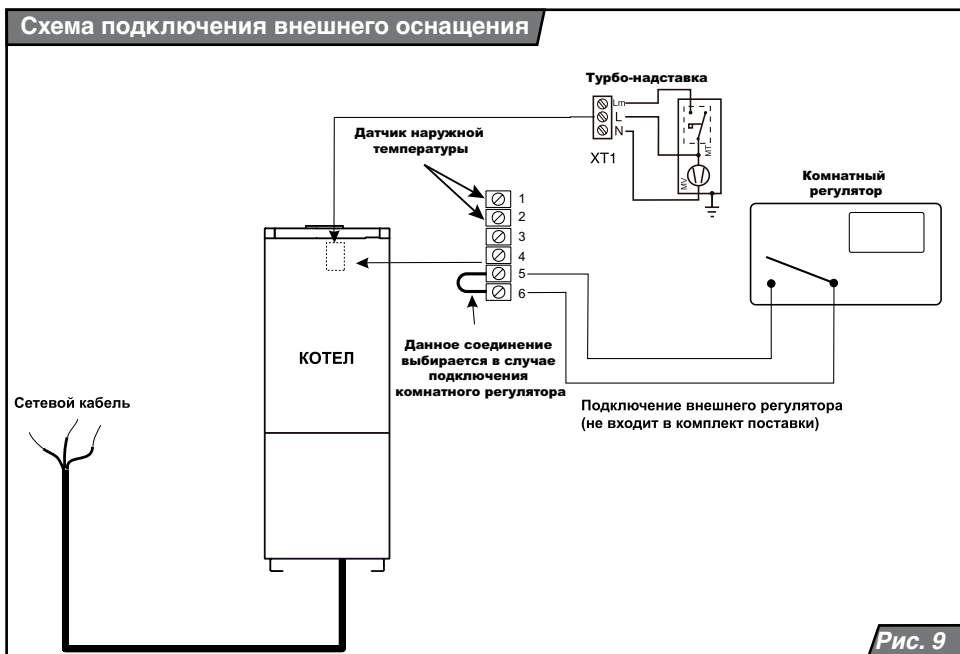 Схема подключения внешнего оснащения
Турбо-надставка
Lm
L
N
XT1
MT
MV
Датчик наружной
температуры
Комнатный
регулятор
1
2
3
4
5
6
КОТЕЛ
Данное соединение
выбирается в случае
подключения
комнатного регулятора
Сетевой кабель
Подключение внешнего регулятора
(не входит в комплект поставки)
Рис. 9